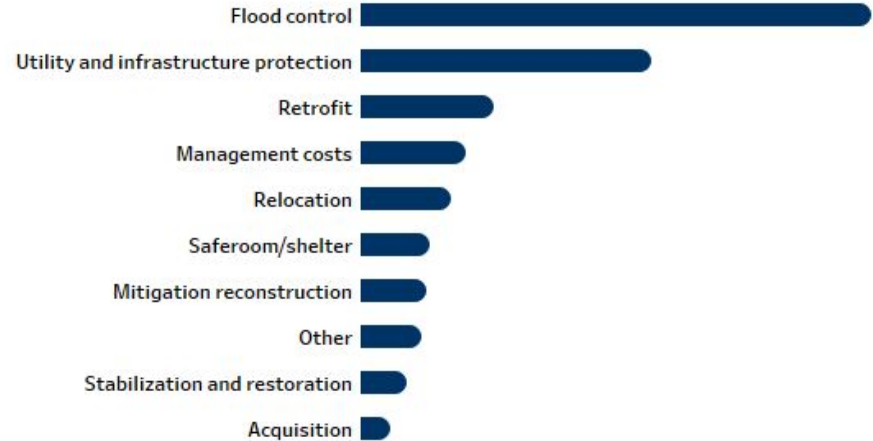 Flood control
Utility and infrastructure protection
Retrofit
Management costs
Relocation
Saferoom/shelter
Mitigation reconstruction
Other
Stabilization and restoration
Acquisition